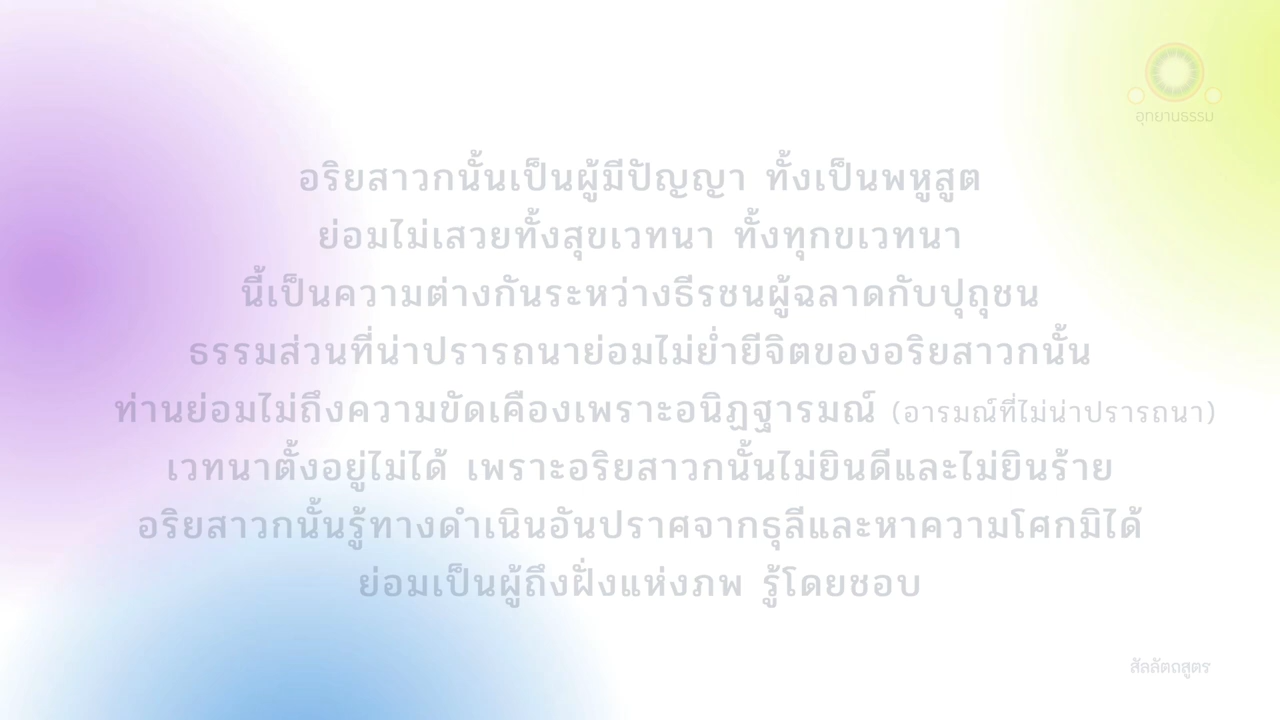 อุทยานธรรม
อริยสาวกนั้นเป็นผู้มีปัญญา ทั้งเป็นพหูสูต
ย่อมไม่เสวยทั้งสุขเวทนา ทั้งทุกขเวทนา
นี้เป็นความต่างกันระหว่างธีรชนผู้ฉลาดกับปุถุชน
ธรรมส่วนที่น่าปรารถนาย่อมไม่ย่ำยีจิตของอริยสาวกนั้น
ท่านย่อมไม่ถึงความขัดเคืองเพราะอนิฏฐารมณ์ (อารมณ์ที่ไม่น่าปรารถนา)
เวทนาตั้งอยู่ไม่ได้ เพราะอริยสาวกนั้นไม่ยินดีและไม่ยินร้าย
อริยสาวกนั้นรู้ทางดำเนินอันปราศจากธุลีและหาความโศกมิได้
ย่อมเป็นผู้ถึงฝั่งแห่งภพ รู้โดยชอบ
สัลลัตถสูตร